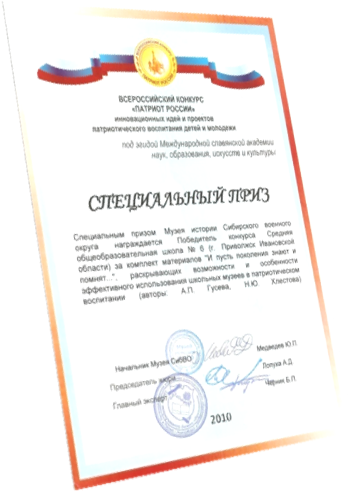 ВСЕРОССИЙСКИЙ КОНКУРС
«ПАТРИОТ РОССИИ»
инновационных идей и проектов
патриотического воспитания детей и молодежи
под эгидой Международной славянской академии
наук, образования, искусств и культуры
СПЕЦИАЛЬНЫЙ ПРИЗ
Специальным призом Музея истории Сибирского военного
округа награждается Победитель конкурса Средняя
общеобразовательная школа № 6 (г. Приволжск Ивановской
области) за комплект материалов "И пусть поколения знают и
помнят...", раскрывающих возможности и особенности
эффективного использования школьных музеев в патриотическом
воспитании (авторы: А.П. Гусева, Н.Ю. Хлестова)
Начальник Музея СибВО Медведев Ю.П.
Председатель жюри Лопуха А.Д.
Главный эксперт Черник Б.П.
2010